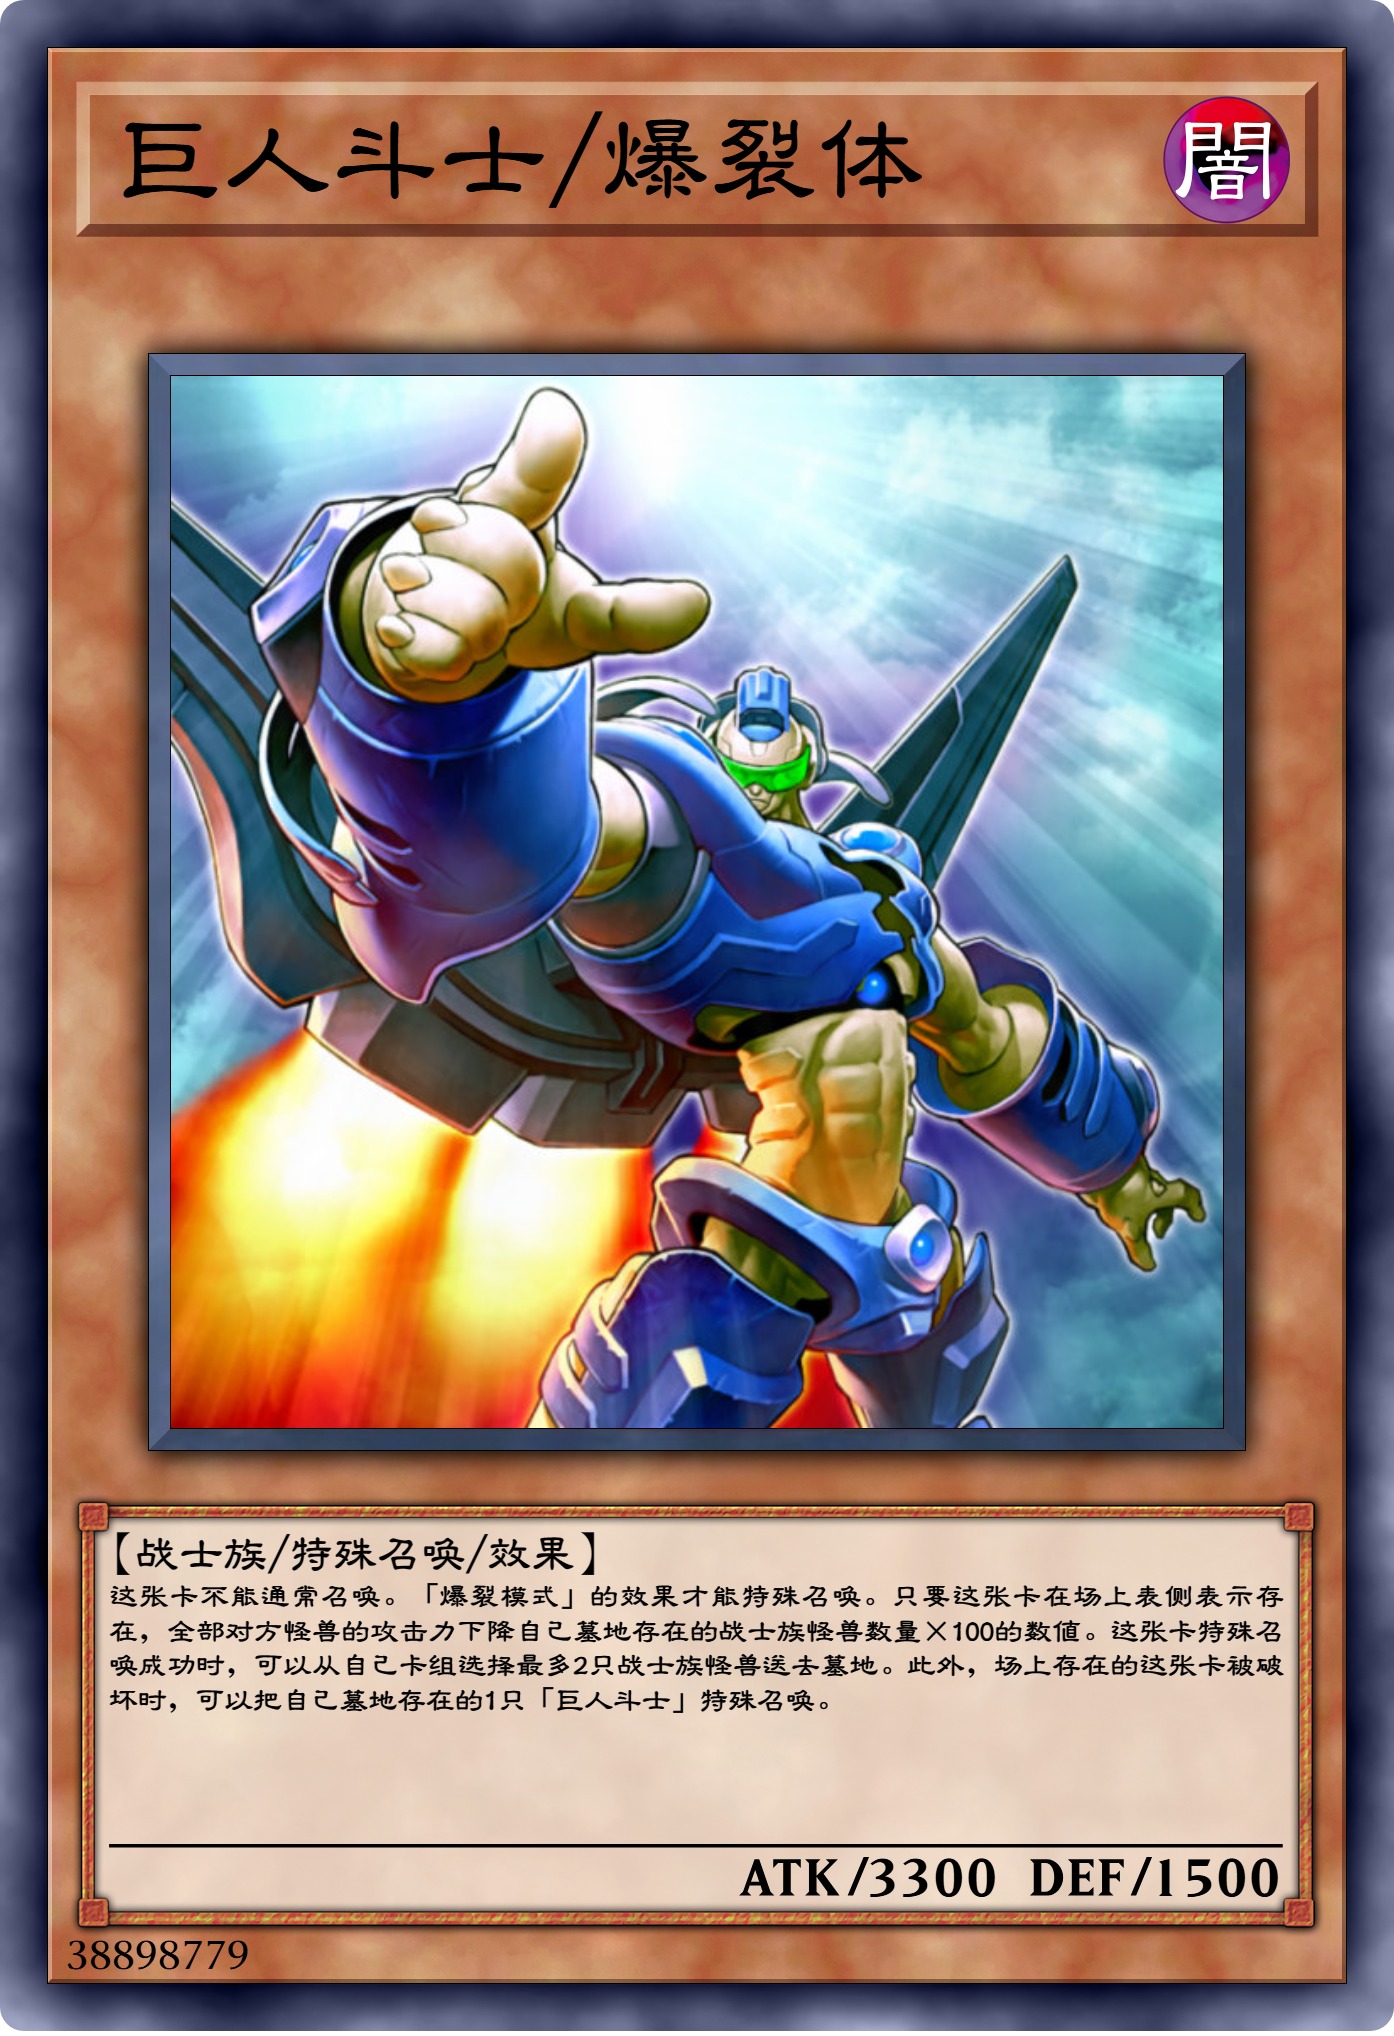 巨人斗士/爆裂体
闇
【战士族/特殊召唤/效果】
这张卡不能通常召唤。「爆裂模式」的效果才能特殊召唤。只要这张卡在场上表侧表示存
在，全部对方怪兽的攻击力下降自己墓地存在的战士族怪兽数量×100的数值。这张卡特殊召
唤成功时，可以从自己卡组选择最多2只战士族怪兽送去墓地。此外，场上存在的这张卡被破
坏时，可以把自己墓地存在的1只「巨人斗士」特殊召唤。
ATK/3300 DEF/1500
38898779